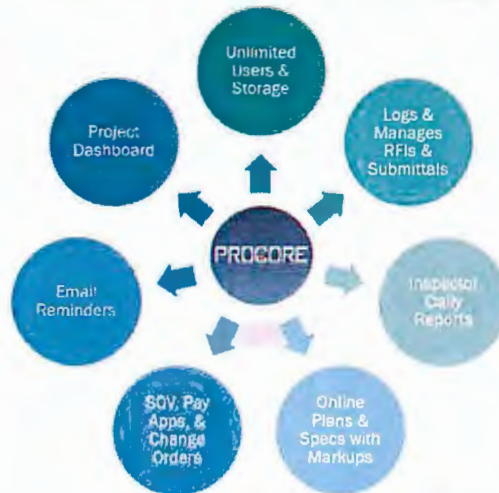 Unlimited
Users &
Storage
Logs &
Manages
RFIs &
Submittals
Inspector
Daily
Reports
Online
Plans &
Specs with
Markups
SOV, Pay
Apps, &
Change
Orders
Email
Reminders
Project
Dashboard
PROCORE